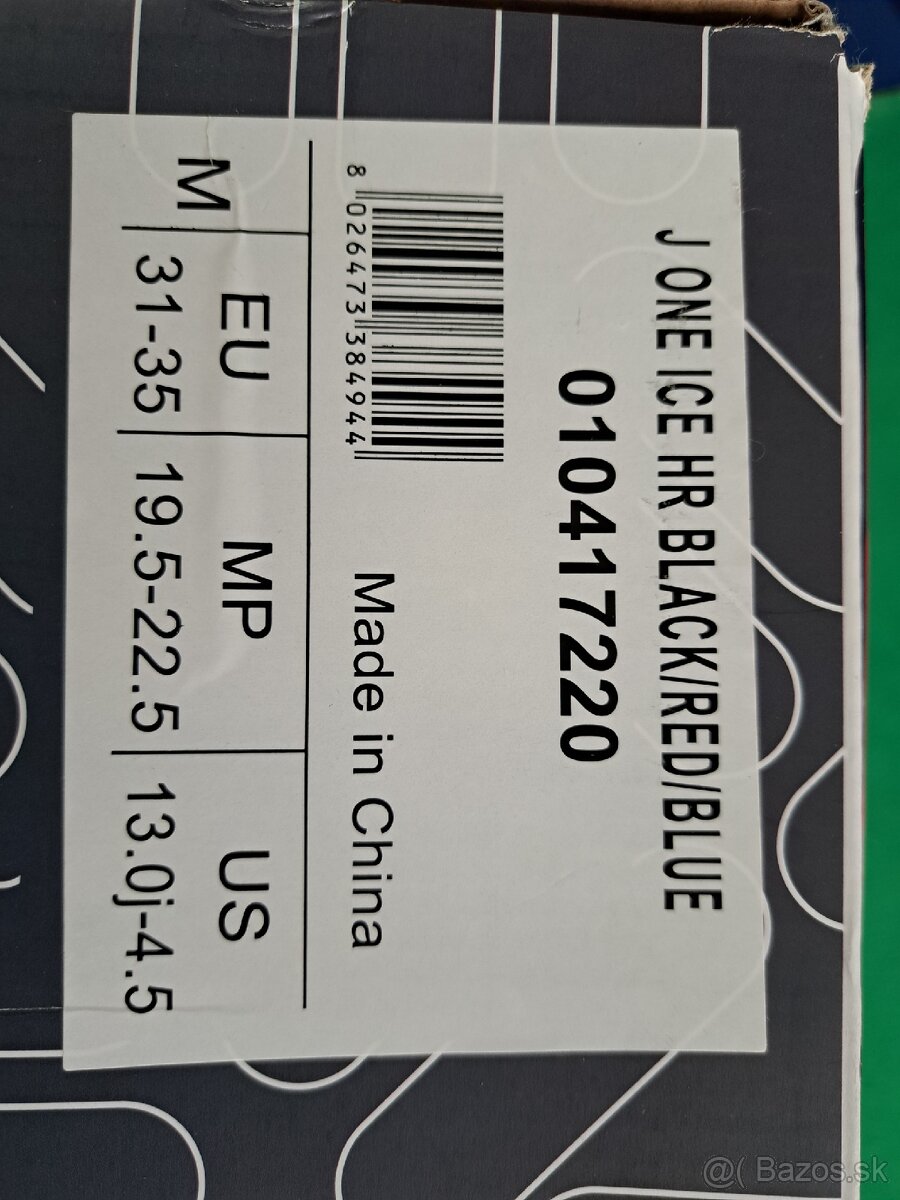 J ONE ICE HR BLACK/RED/BLUE
010417220
8 026473 384944
Made in China
M EU MP US
31-35 19.5-22.5 13.0j-4.5
@( Bazos.sk